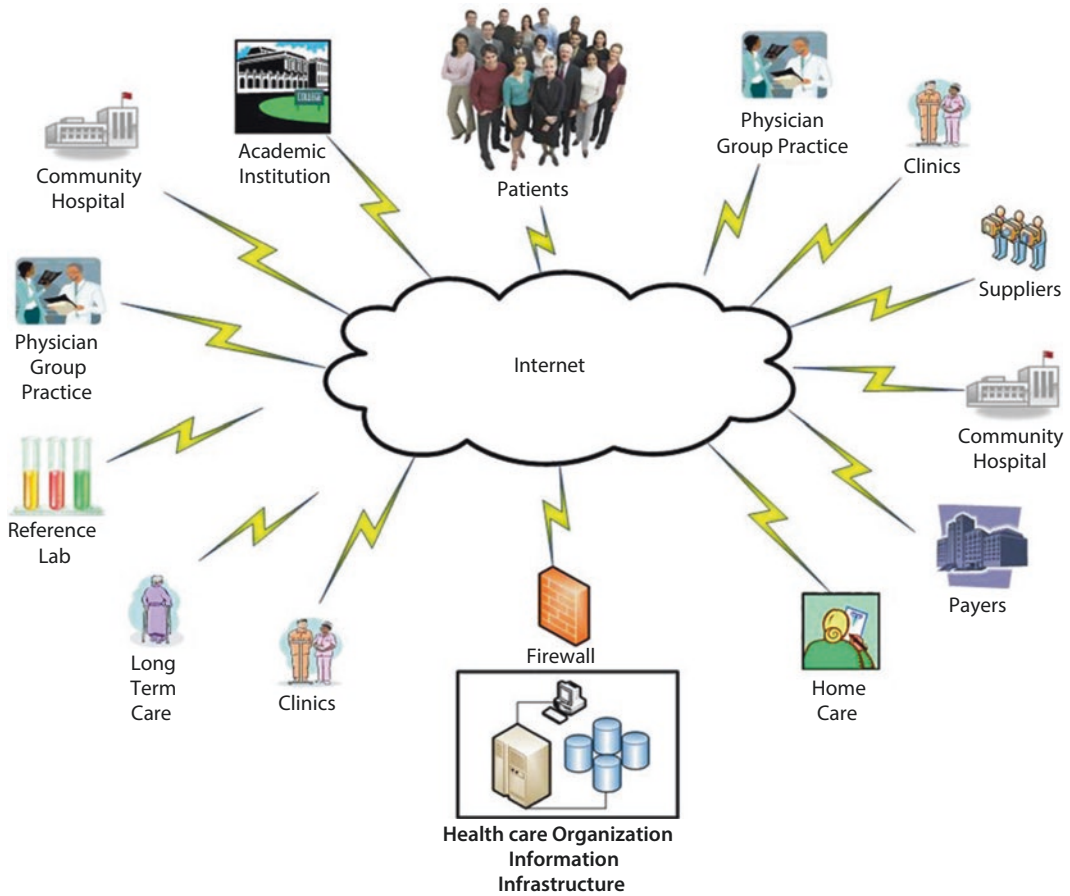 COLLEGE
Academic
Institution
Patients
Physician
Group Practice
Clinics
Community
Hospital
Suppliers
Physician
Group
Practice
Internet
Community
Hospital
Reference
Lab
Payers
Long
Term
Care
Clinics
Firewall
Home
Care
Health care Organization
Information
Infrastructure